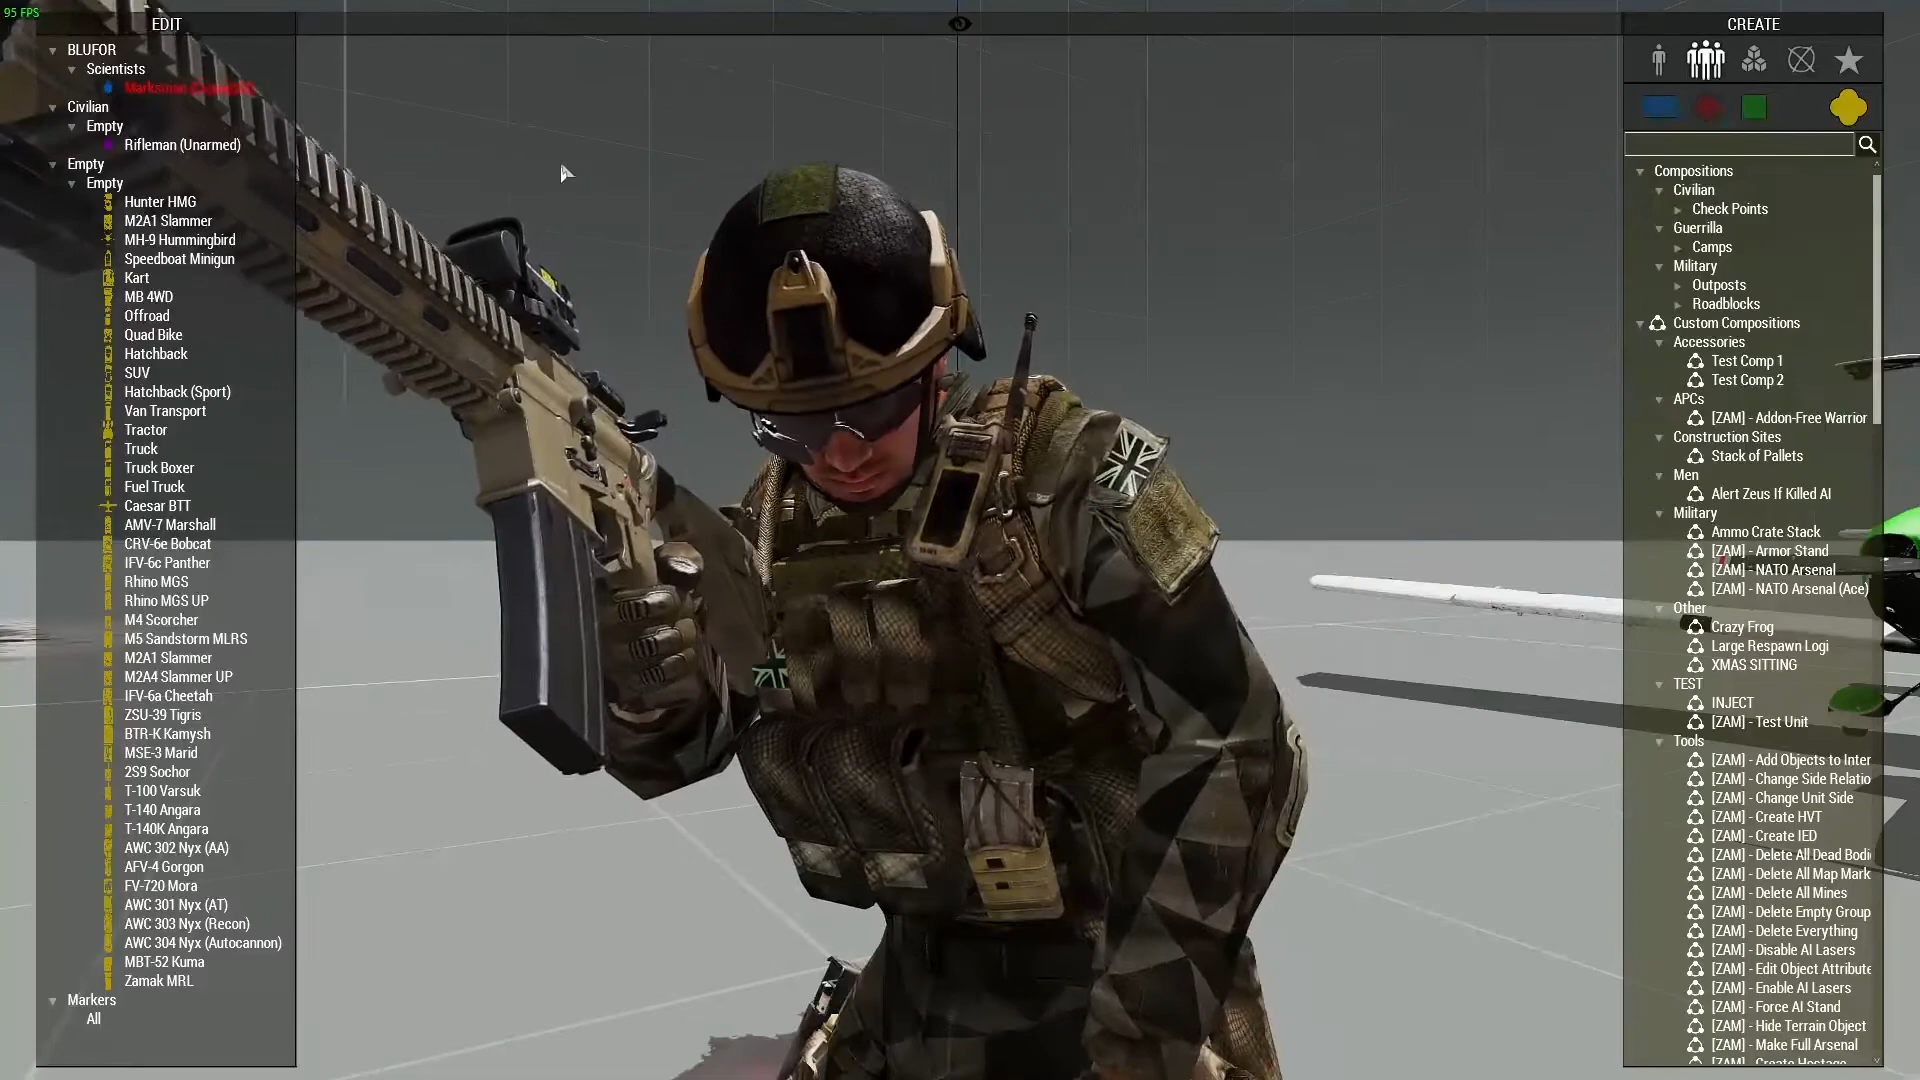 95 FPS
EDIT
BLUFOR
Scientists
Marksman
Civilian
Empty
Rifleman (Unarmed)
Empty
Empty
Hunter HMG
M2A1 Slammer
MH-9 Hummingbird
Speedboat Minigun
Kart
MB 4WD
Offroad
Quad Bike
Hatchback
SUV
Hatchback (Sport)
Van Transport
Tractor
Truck
Truck Boxer
Fuel Truck
Caesar BTT
AMV-7 Marshall
CRV-6e Bobcat
IFV-6c Panther
Rhino MGS
Rhino MGS UP
M4 Scorcher
M5 Sandstorm MLRS
M2A1 Slammer
M2A4 Slammer UP
IFV-6a Cheetah
ZSU-39 Tigris
BTR-K Kamysh
MSE-3 Marid
2S9 Sochor
T-100 Varsuk
T-140 Angara
T-140K Angara
AWC 302 Nyx (AA)
AFV-4 Gorgon
FV-720 Mora
AWC 301 Nyx (AT)
AWC 303 Nyx (Recon)
AWC 304 Nyx (Autocannon)
MBT-52 Kuma
Zamak MRL
Markers
All
CREATE
Compositions
Civilian
Check Points
Guerrilla
Camps
Military
Outposts
Roadblocks
Custom Compositions
Accessories
Test Comp 1
Test Comp 2
APCs
[ZAM] - Addon-Free Warrior
Construction Sites
Stack of Pallets
Men
Alert Zeus If Killed AI
Military
Ammo Crate Stack
[ZAM] - Armor Stand
[ZAM] - NATO Arsenal
[ZAM] - NATO Arsenal (Ace)
Other
Crazy Frog
Large Respawn Logi
XMAS SITTING
TEST
INJECT
[ZAM] - Test Unit
Tools
[ZAM] - Add Objects to Inter
[ZAM] - Change Side Relatio
[ZAM] - Change Unit Side
[ZAM] - Create HVT
[ZAM] - Create IED
[ZAM] - Delete All Dead Bodi
[ZAM] - Delete All Map Mark
[ZAM] - Delete All Mines
[ZAM] - Delete Empty Group
[ZAM] - Delete Everything
[ZAM] - Disable AI Lasers
[ZAM] - Edit Object Attribute
[ZAM] - Enable AI Lasers
[ZAM] - Force AI Stand
[ZAM] - Hide Terrain Object
[ZAM] - Make Full Arsenal
[ZAM] - Create Hostage